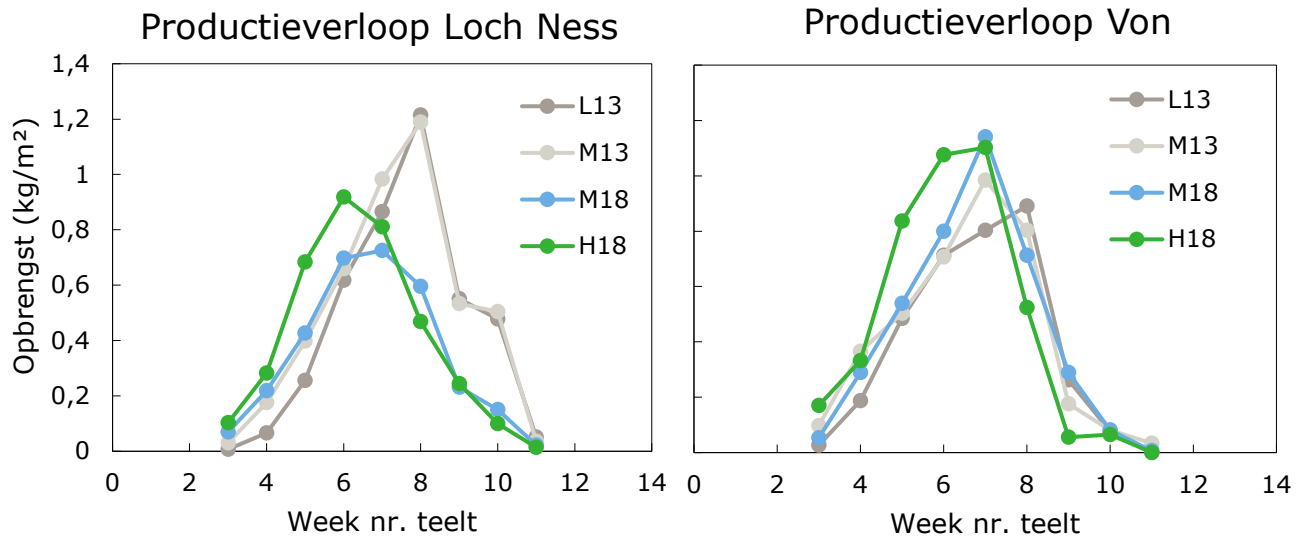 Productieverloop Loch Ness
Opbrengst (kg/m²)
1,4
1,2
1
0,8
0,6
0,4
0,2
0
0 2 4 6 8 10 12 14
Week nr. teelt
L13
M13
M18
H18
Productieverloop Von
0 2 4 6 8 10 12 14
Week nr. teelt
L13
M13
M18
H18